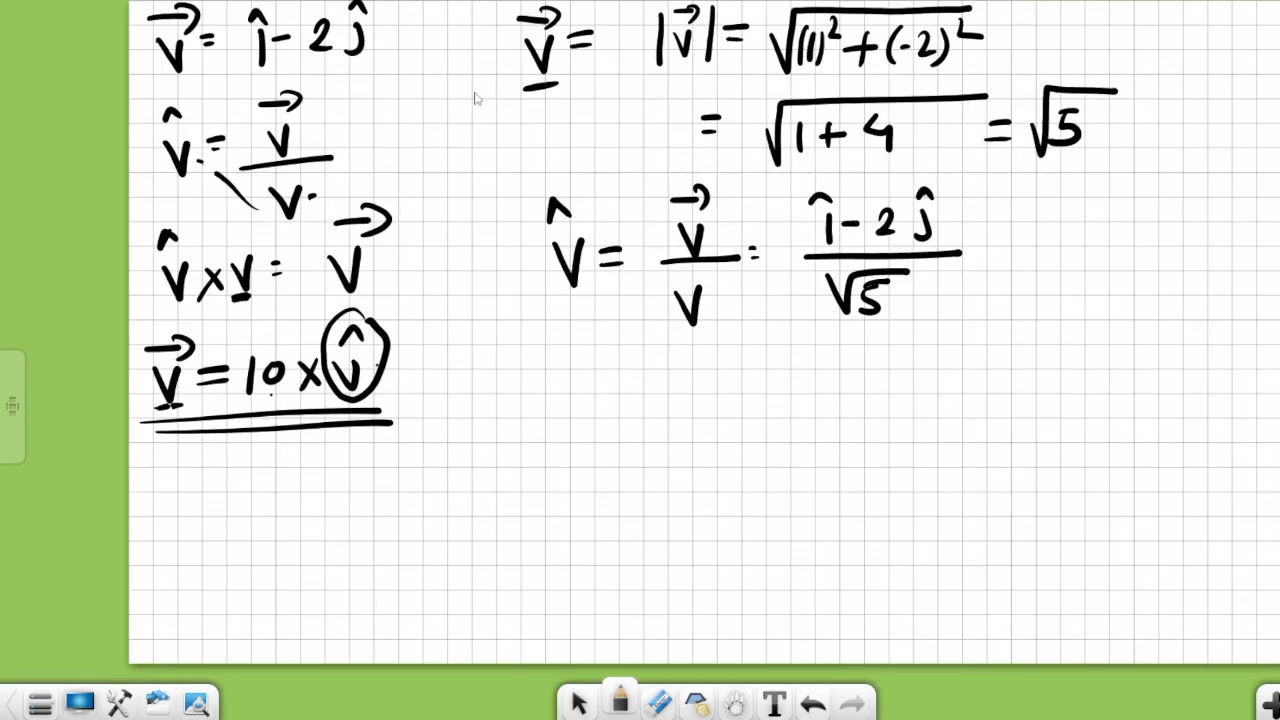 v⃗ = î - 2ĵ
v̂ = v⃗ / v
v̂ × v = v⃗
v⃗ = 10 × v̂
v⃗ = |v⃗| = √((1)² + (-2)²)
= √(1 + 4) = √5
v̂ = v⃗ / v = (î - 2ĵ) / √5
T